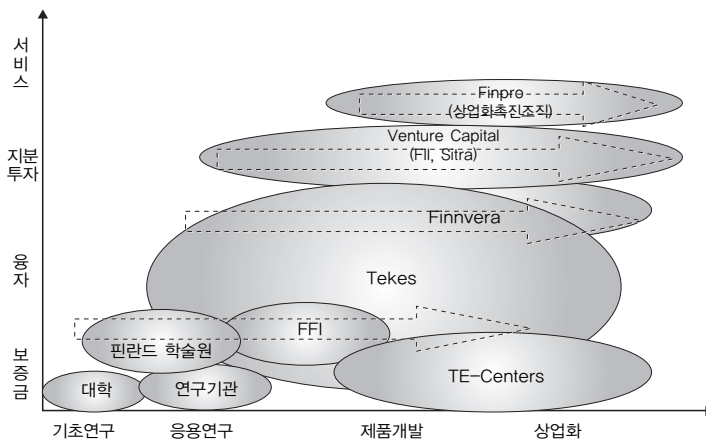 서비스
Finpro
(상업화촉진조직)
Venture Capital
(FII, Sitra)
지분
투자
Finnvera
융자
Tekes
FFI
핀란드 학술원
보증금
TE-Centers
대학
연구기관
기초연구
응용연구
제품개발
상업화